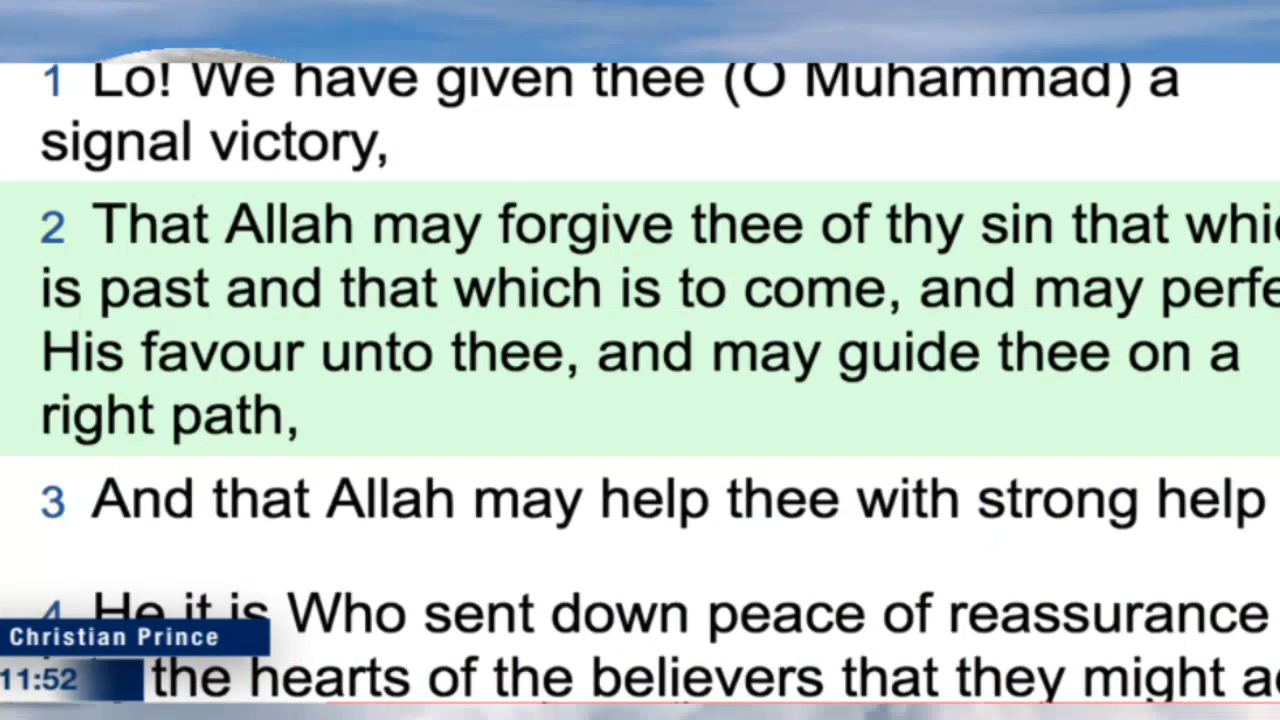 1 Lo! We have given thee (O Muhammad) a
signal victory,
2 That Allah may forgive thee of thy sin that
is past and that which is to come, and may
His favour unto thee, and may guide thee on a
right path,
3 And that Allah may help thee with strong help
4 He it is Who sent down peace of reassurance
the hearts of the believers that they might
Christian Prince
11:52